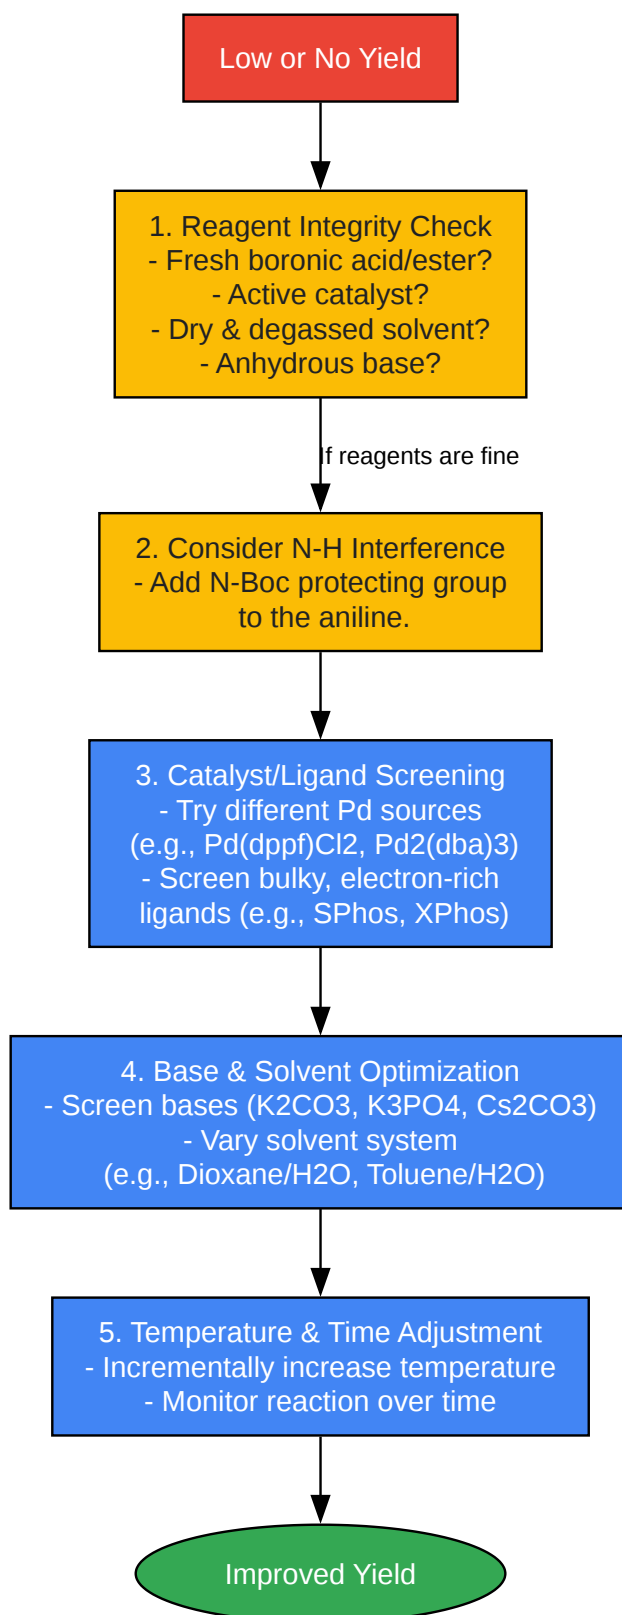 Low or No Yield
1. Reagent Integrity Check
- Fresh boronic acid/ester?
- Active catalyst?
- Dry & degassed solvent?
- Anhydrous base?
If reagents are fine
2. Consider N-H Interference
- Add N-Boc protecting group
to the aniline.
3. Catalyst/Ligand Screening
- Try different Pd sources
(e.g., Pd(dppf)Cl2, Pd2(dba)3)
- Screen bulky, electron-rich
ligands (e.g., SPhos, XPhos)
4. Base & Solvent Optimization
- Screen bases (K2CO3, K3PO4, Cs2CO3)
- Vary solvent system
(e.g., Dioxane/H2O, Toluene/H2O)
5. Temperature & Time Adjustment
- Incrementally increase temperature
- Monitor reaction over time
Improved Yield